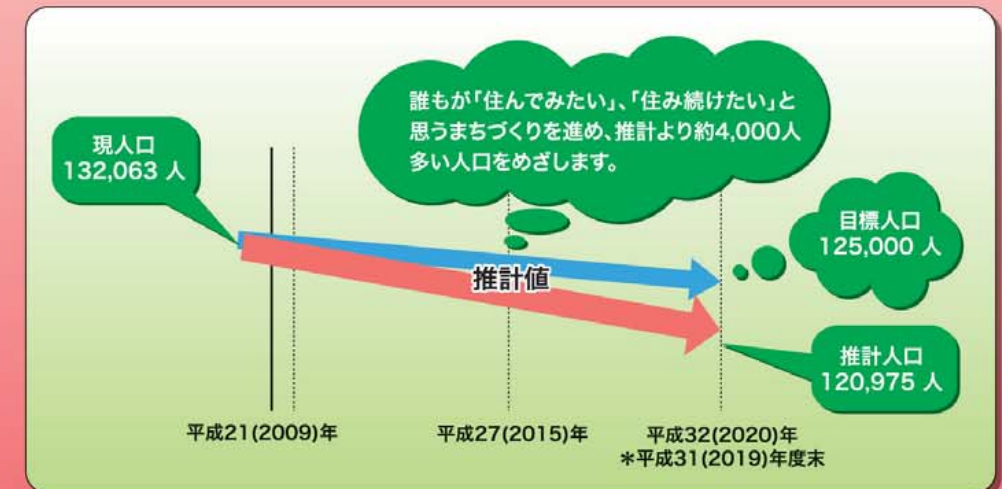 誰もが「住んでみたい」、「住み続けたい」と
思うまちづくりを進め、推計より約4,000人
多い人口をめざします。
現人口
132,063 人
目標人口
125,000 人
推計値
推計人口
120,975 人
平成21(2009)年
平成27(2015)年
平成32(2020)年
*平成31(2019)年度末